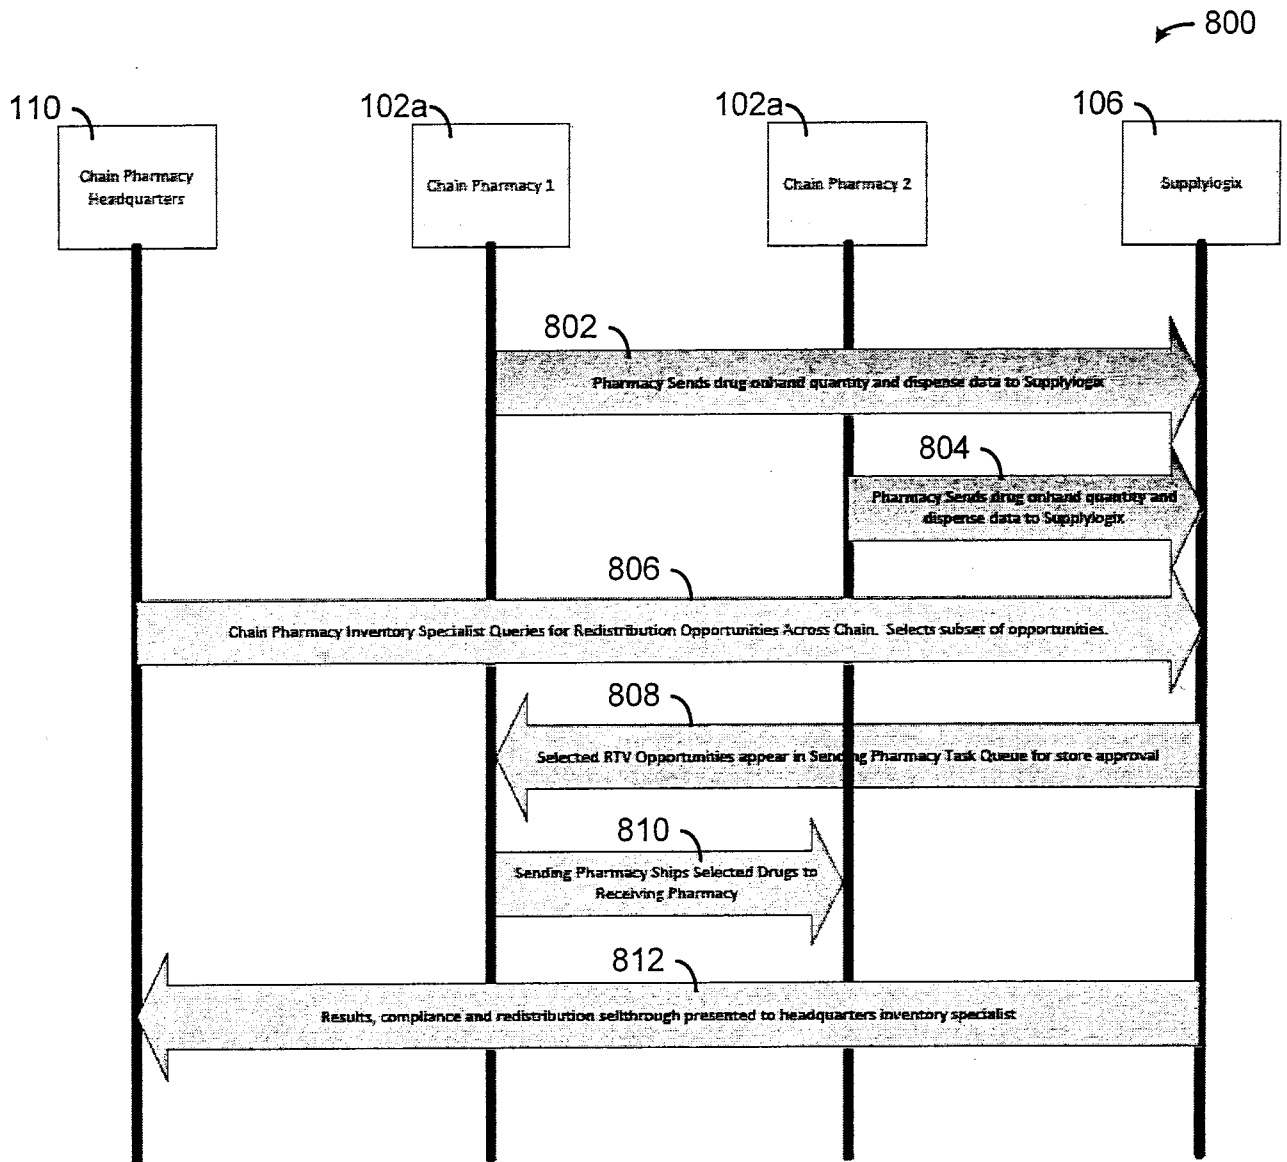 800
110
102a
102a
106
Chain Pharmacy
Headquarters
Chain Pharmacy 1
Chain Pharmacy 2
Supplylogix
802
Pharmacy Sends drug onhand quantity and dispense data to Supplylogix
804
Pharmacy Sends drug onhand quantity and
dispense data to Supplylogix
806
Chain Pharmacy Inventory Specialist Queries for Redistribution Opportunities Across Chain. Selects subset of opportunities.
808
Selected RTV Opportunities appear in Sending Pharmacy Task Queue for store approval
810
Sending Pharmacy Ships Selected Drugs to
Receiving Pharmacy
812
Results, compliance and redistribution sellthrough presented to headquarters inventory specialist